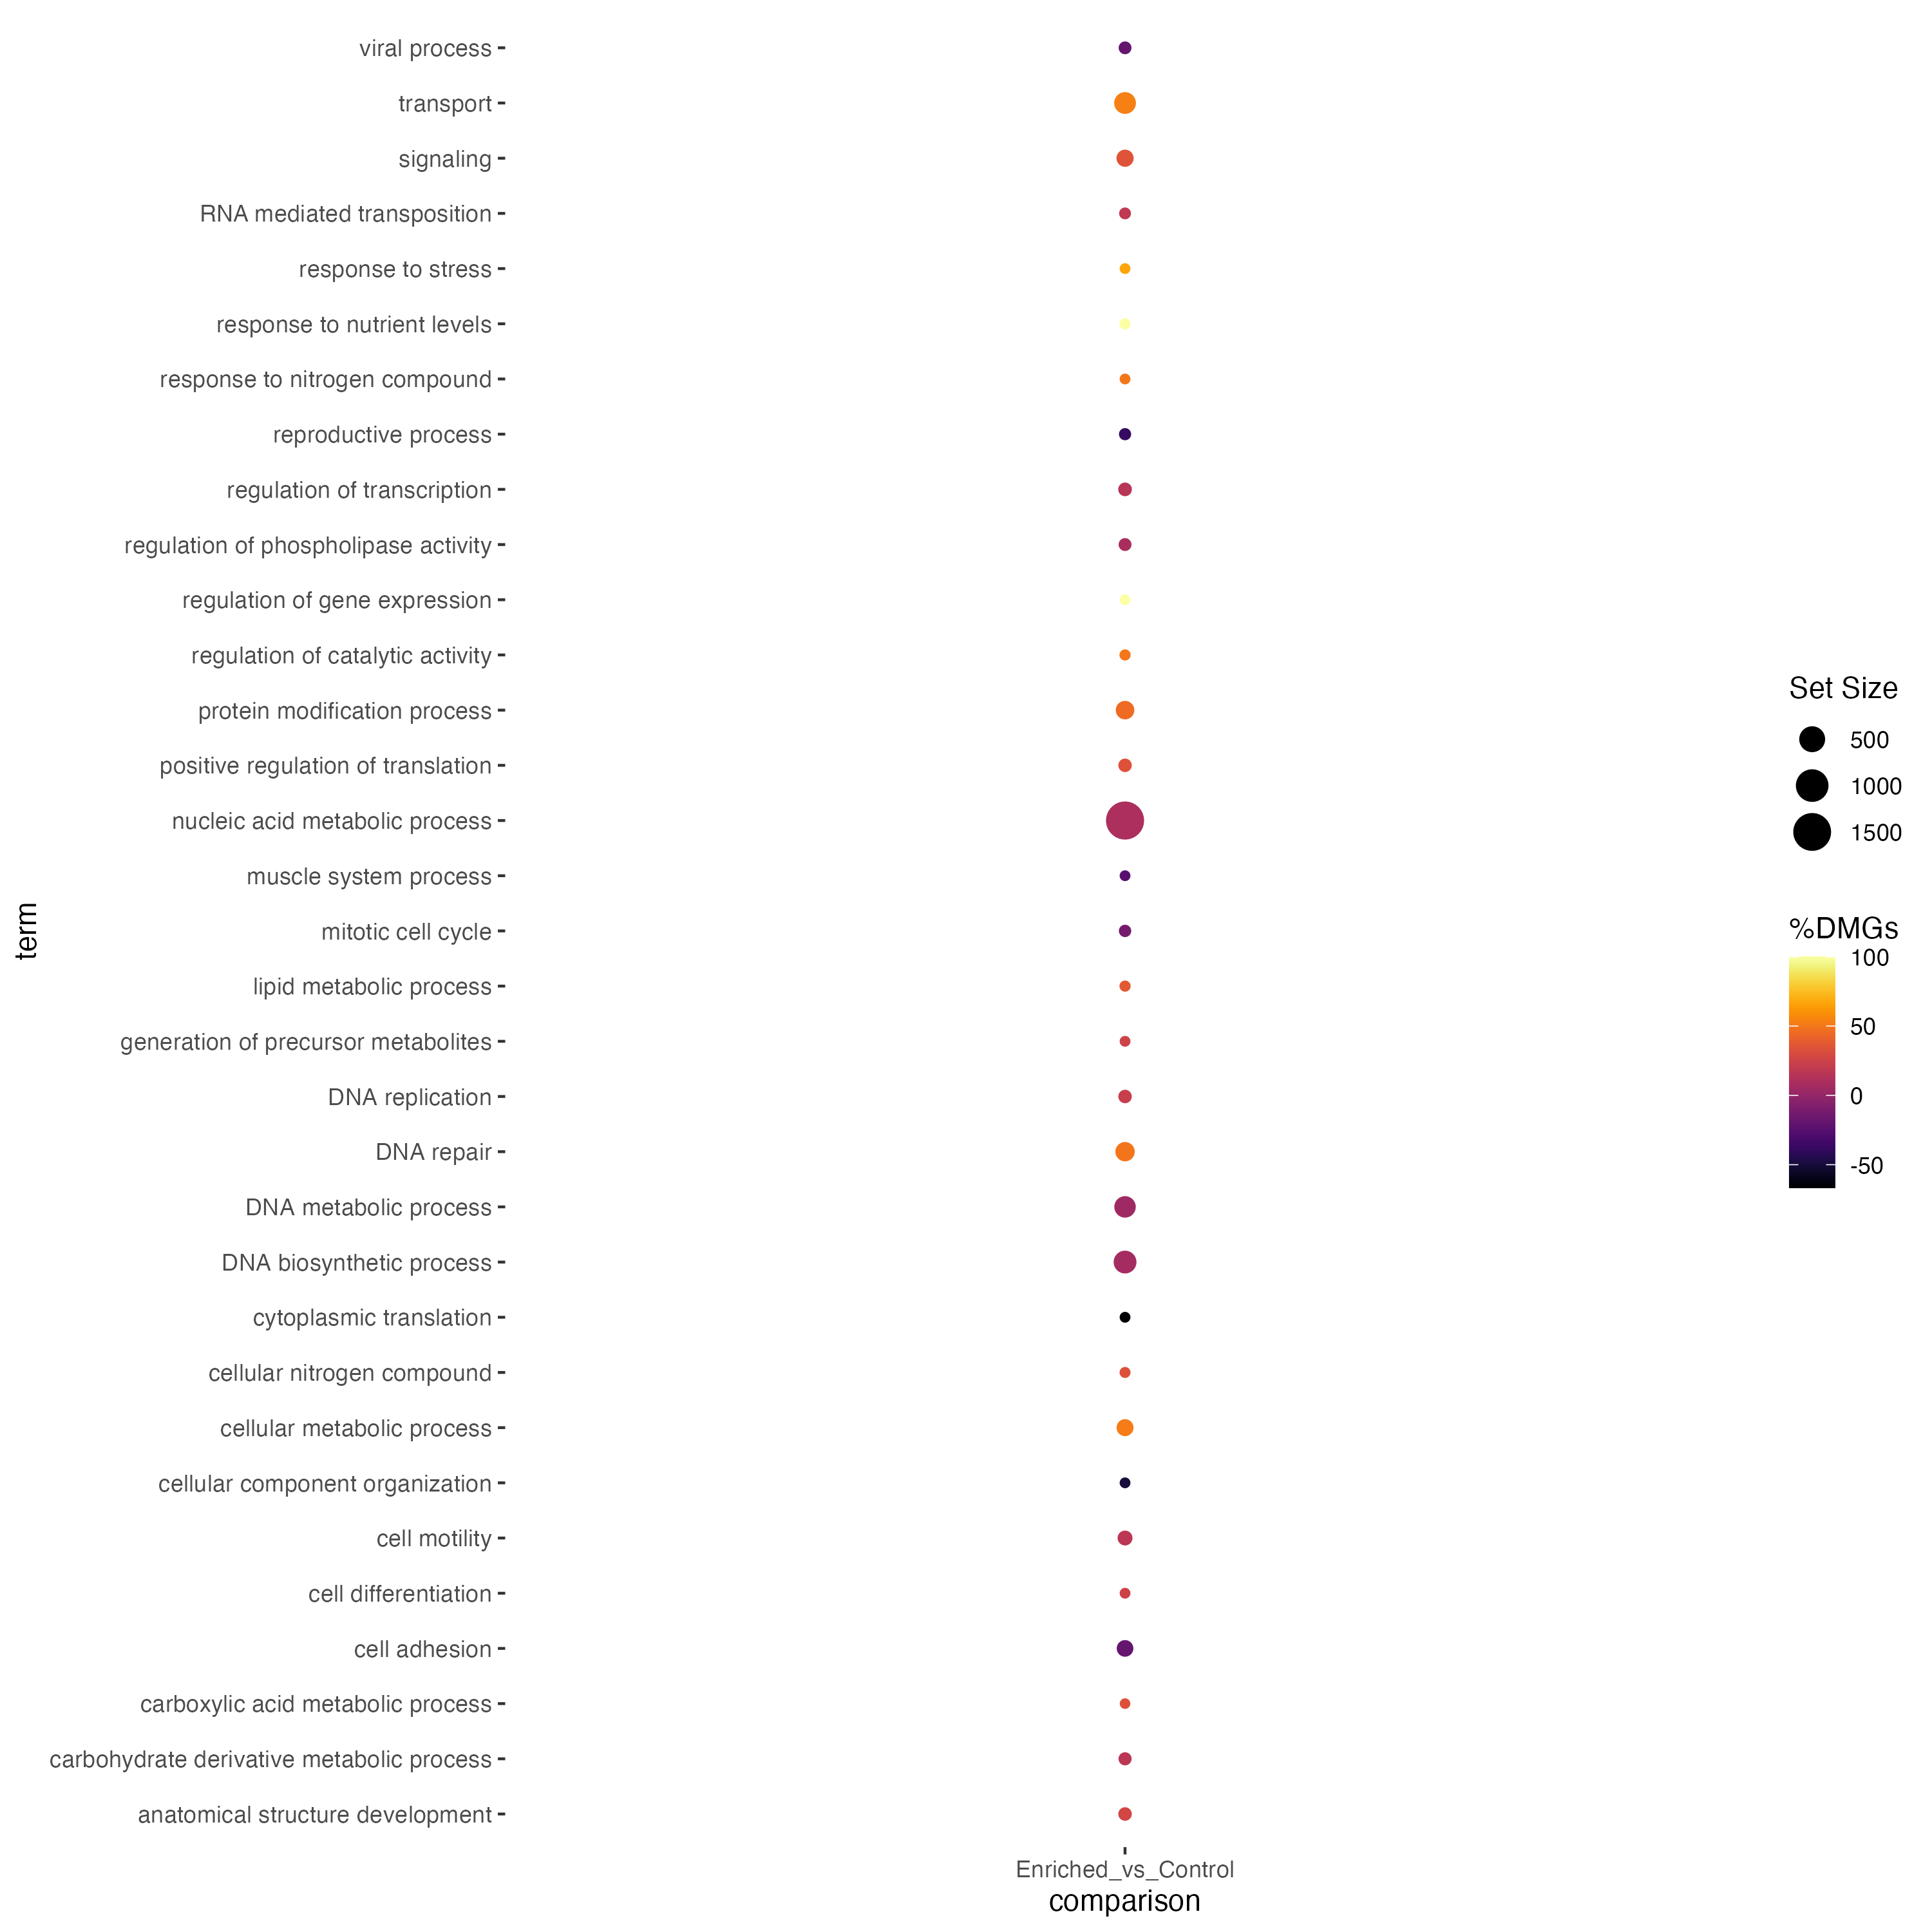 viral process
transport
signaling
RNA mediated transposition
response to stress
response to nutrient levels
response to nitrogen compound
reproductive process
regulation of transcription
regulation of phospholipase activity
regulation of gene expression
regulation of catalytic activity
protein modification process
positive regulation of translation
nucleic acid metabolic process
muscle system process
mitotic cell cycle
lipid metabolic process
generation of precursor metabolites
DNA replication
DNA repair
DNA metabolic process
DNA biosynthetic process
cytoplasmic translation
cellular nitrogen compound
cellular metabolic process
cellular component organization
cell motility
cell differentiation
cell adhesion
carboxylic acid metabolic process
carbohydrate derivative metabolic process
anatomical structure development
term
Enriched_vs_Control
comparison
Set Size
500
1000
1500
%DMGs
100
50
0
-50